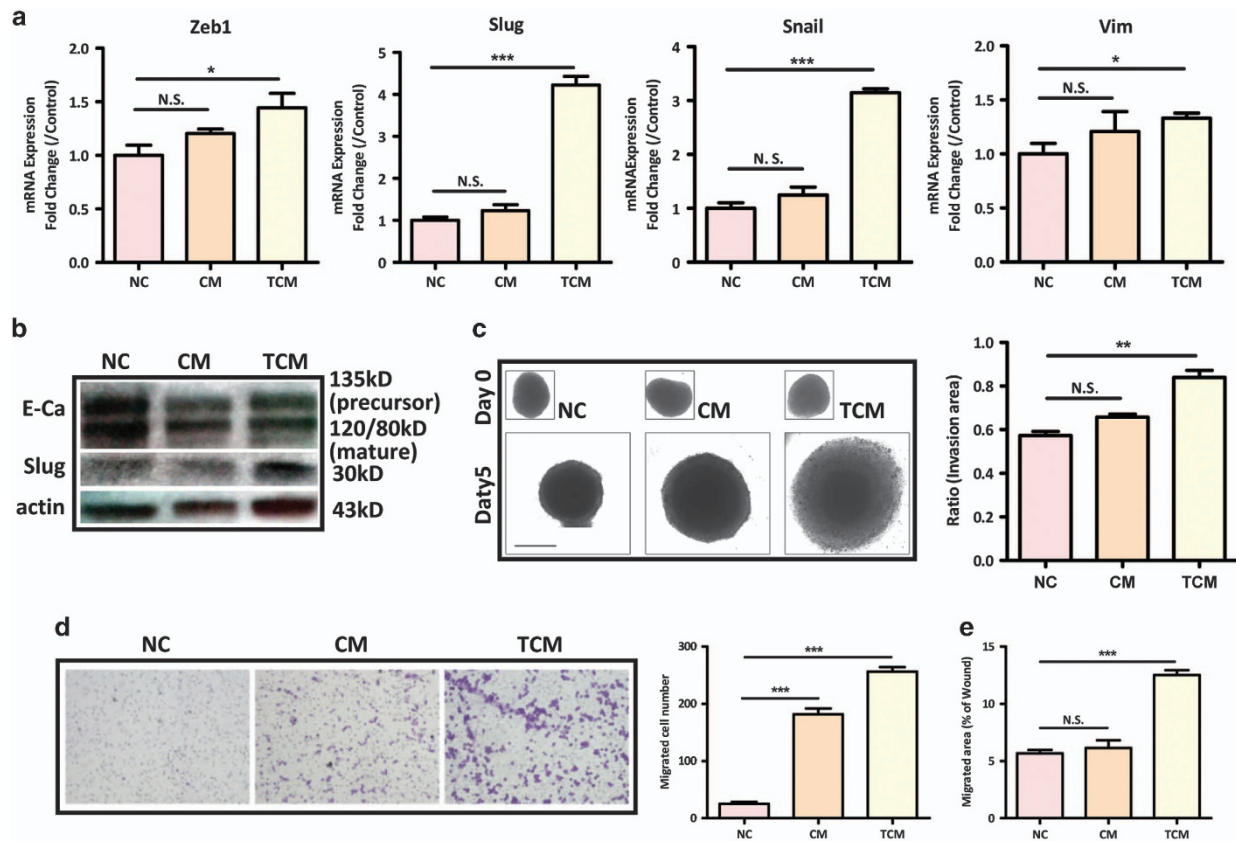 a
Zeb1
mRNA Expression
Fold Change (/Control)
2.0
1.5
1.0
0.5
0.0
*
N.S.
NC CM TCM
Slug
mRNA Expression
Fold Change (/Control)
5
4
3
2
1
0
***
N.S.
NC CM TCM
Snail
mRNAExpression
Fold Change (/Control)
4
3
2
1
0
***
N. S.
NC CM TCM
Vim
mRNA Expression
Fold Change (/Control)
2.0
1.5
1.0
0.5
0.0
*
N.S.
NC CM TCM
b
NC CM TCM
E-Ca
135kD
(precursor)
120/80kD
(mature)
Slug
30kD
actin
43kD
c
Day 0
NC CM TCM
Daty5
Ratio (Invasion area)
1.0
0.8
0.6
0.4
0.2
0.0
**
N.S.
NC CM TCM
d
NC CM TCM
Migrated cell number
300
200
100
0
***
***
NC CM TCM
e
Migrated area (% of Wound)
15
10
5
0
***
N.S.
NC CM TCM